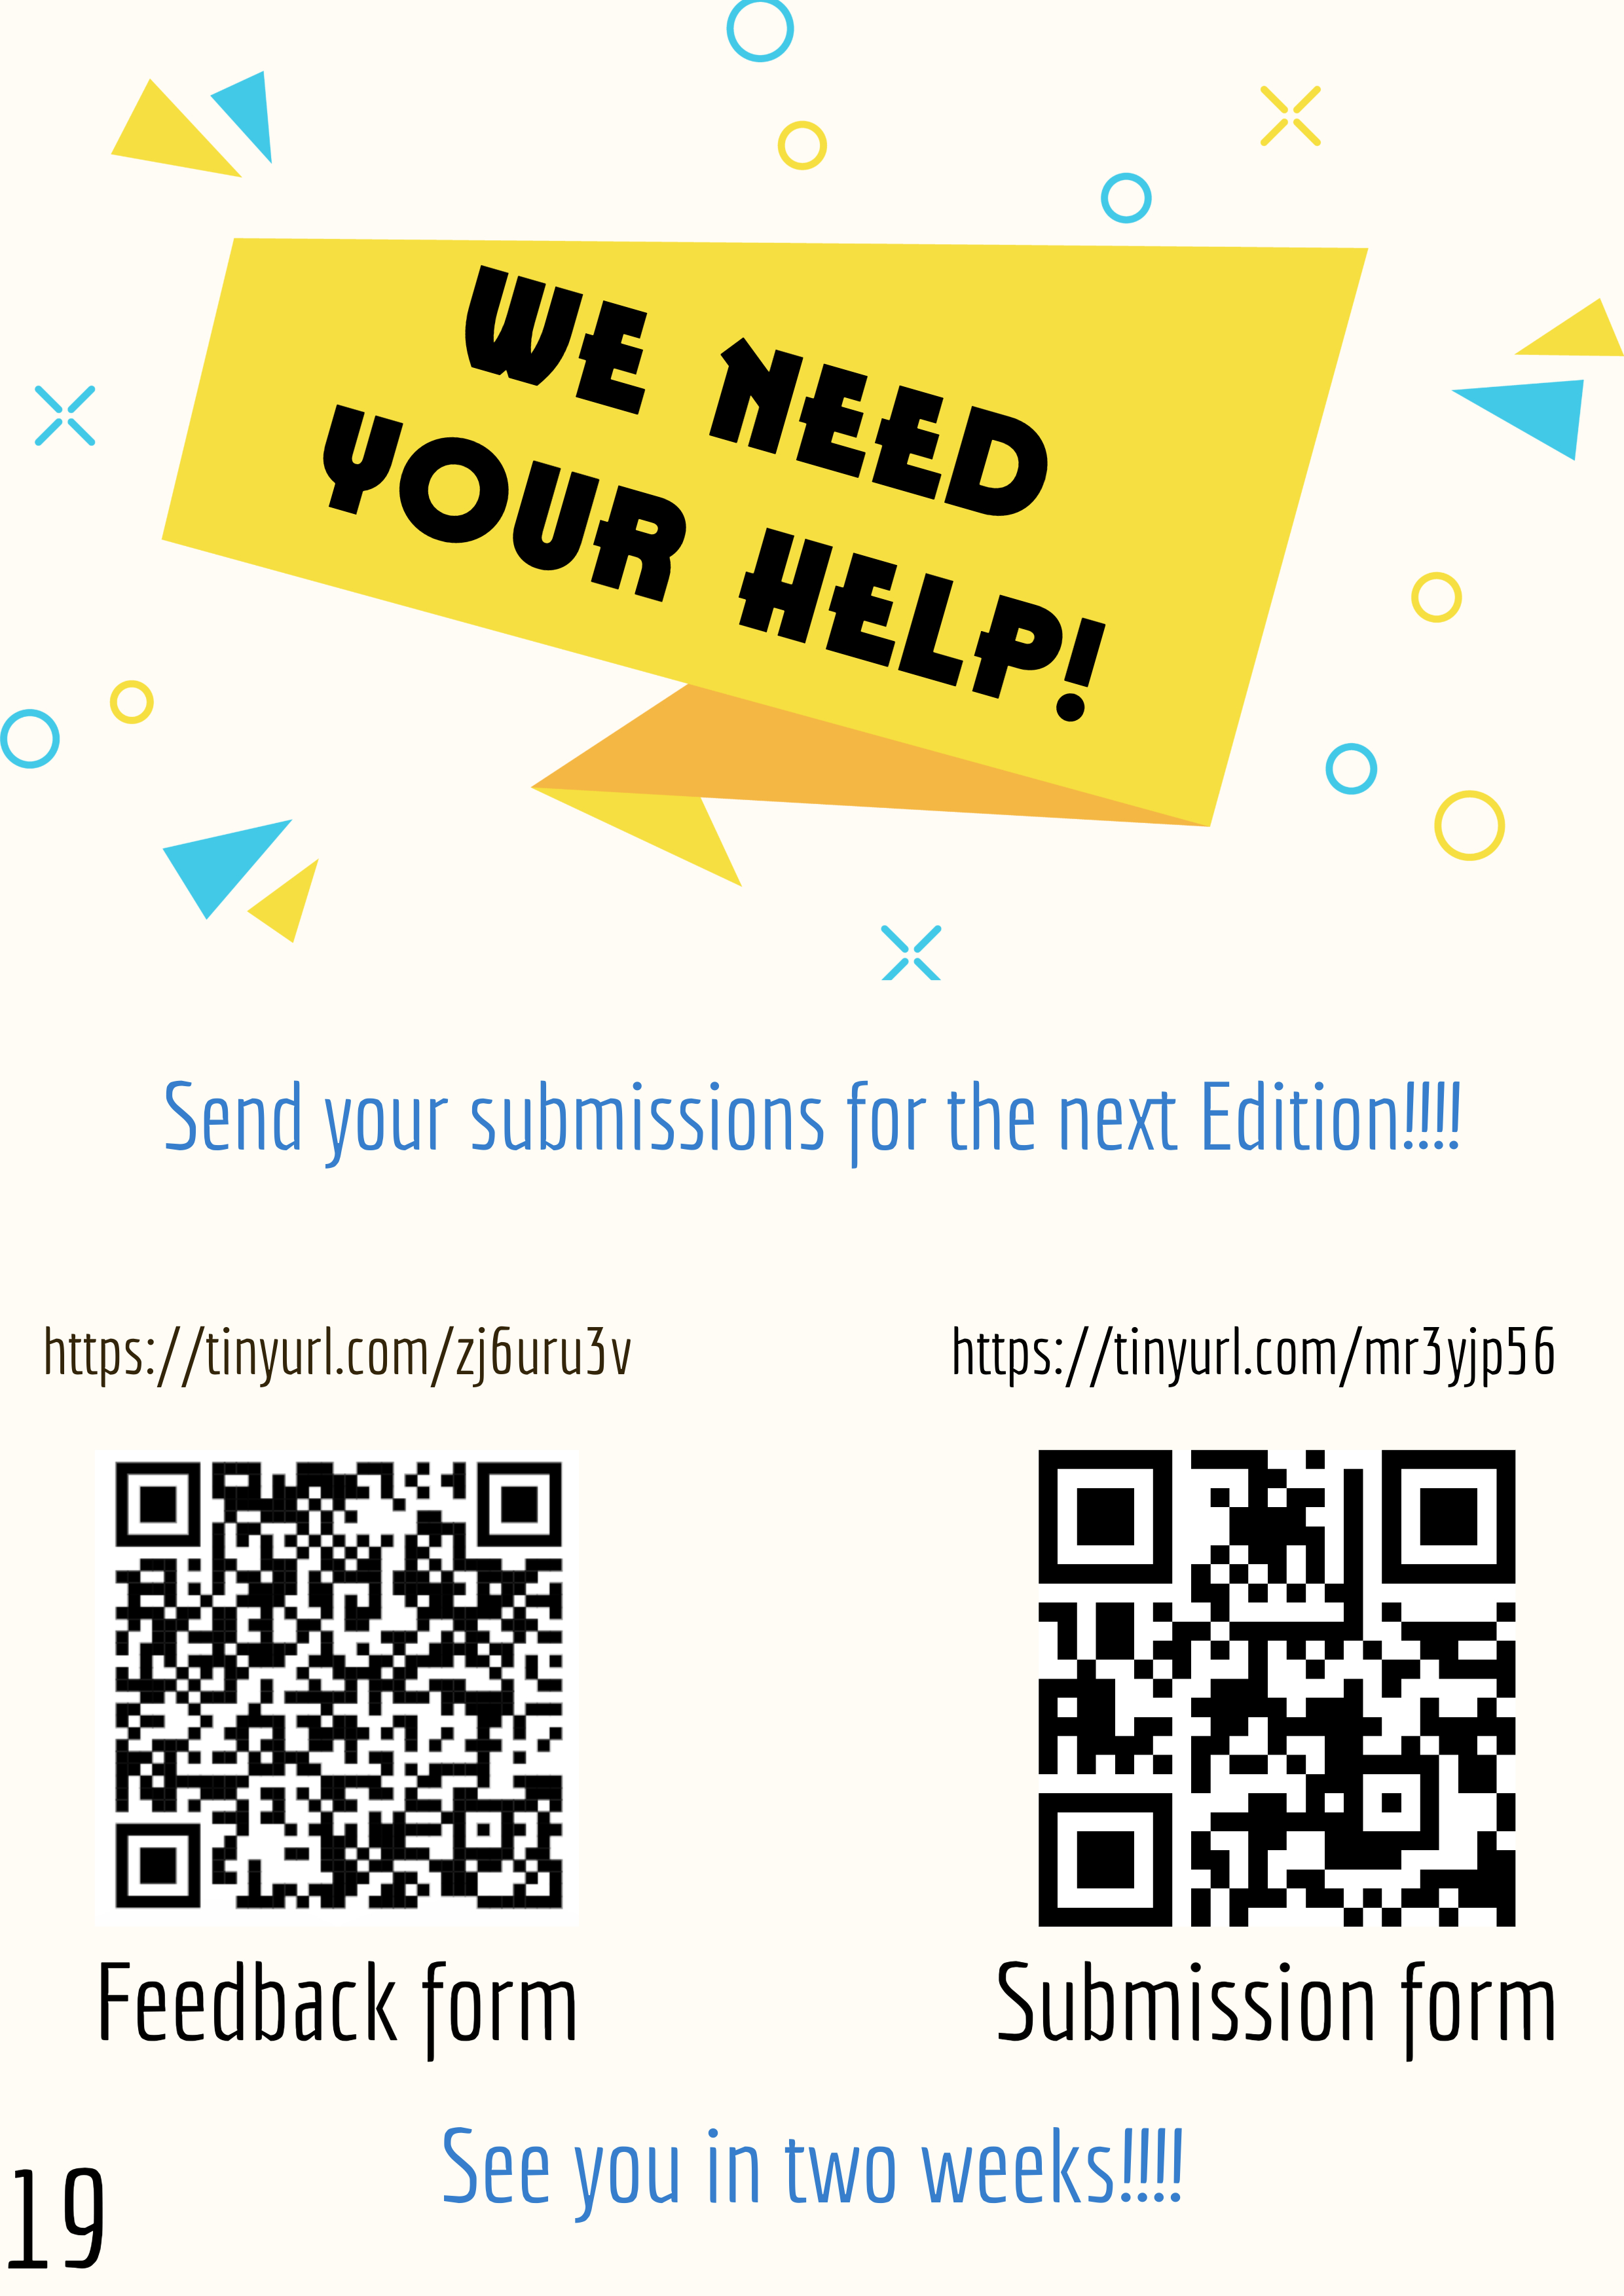 WE NEED
YOUR HELP!
Send your submissions for the next Edition!!!!
https://tinyurl.com/zj6uru3v
https://tinyurl.com/mr3yjjp56
Feedback form
Submission form
See you in two weeks!!!!
19